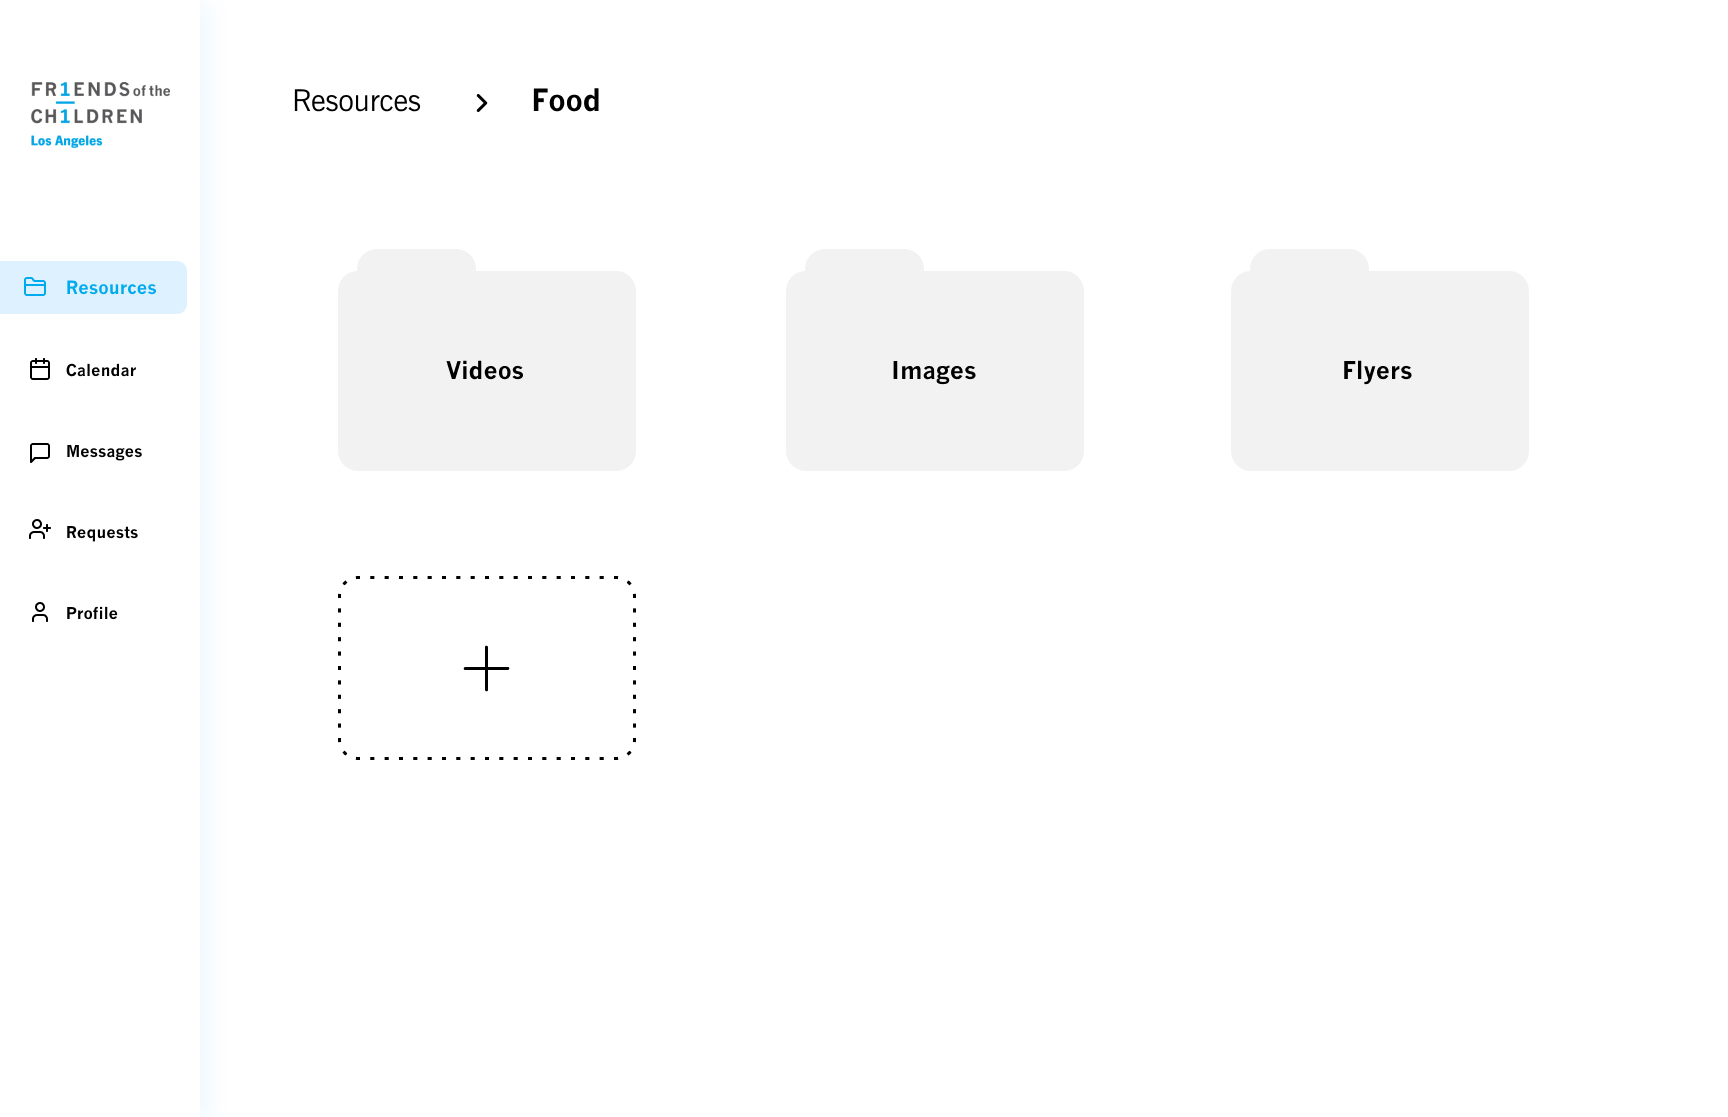 FR1ENDS of the
CH1LDREN
Los Angeles
Resources
Calendar
Messages
Requests
Profile
Resources > Food
Videos
Images
Flyers